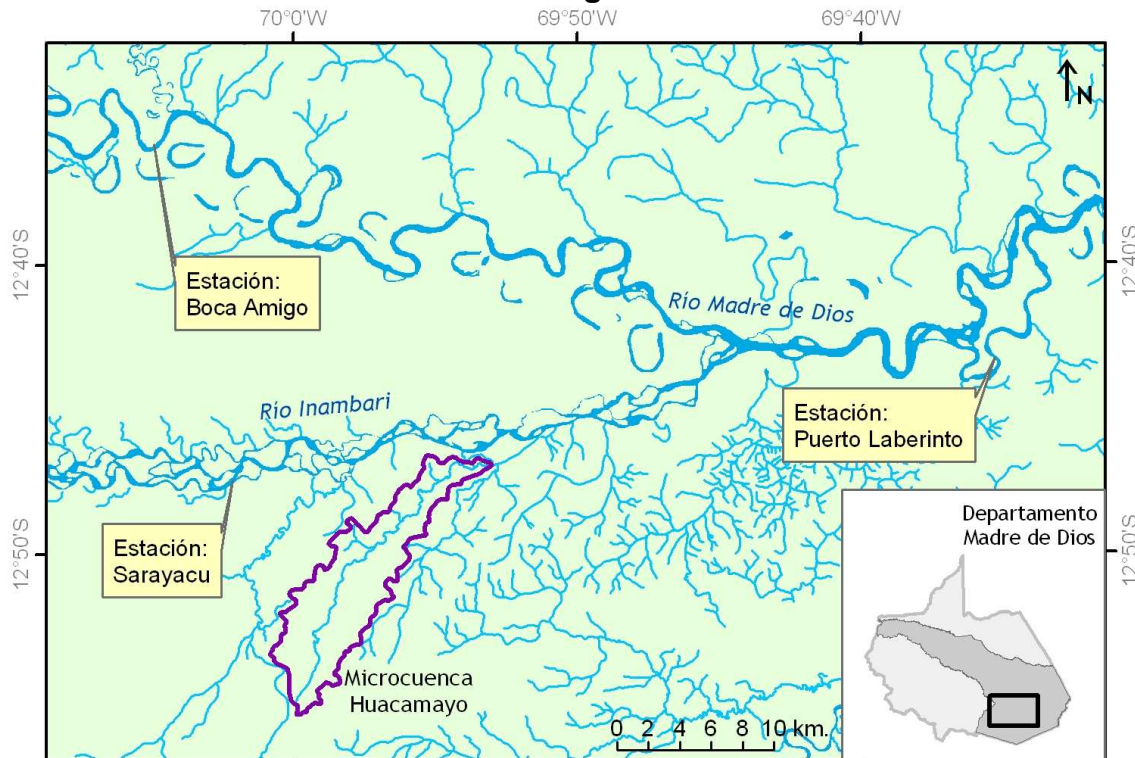 70°0'W
69°50'W
69°40'W
N
12°40'S
12°40'S
Estación:
Boca Amigo
Río Madre de Dios
Río Inambari
Estación:
Puerto Laberinto
Estación:
Sarayacu
12°50'S
12°50'S
Departamento
Madre de Dios
Microcuenca
Huacamayo
0 2 4 6 8 10 km.